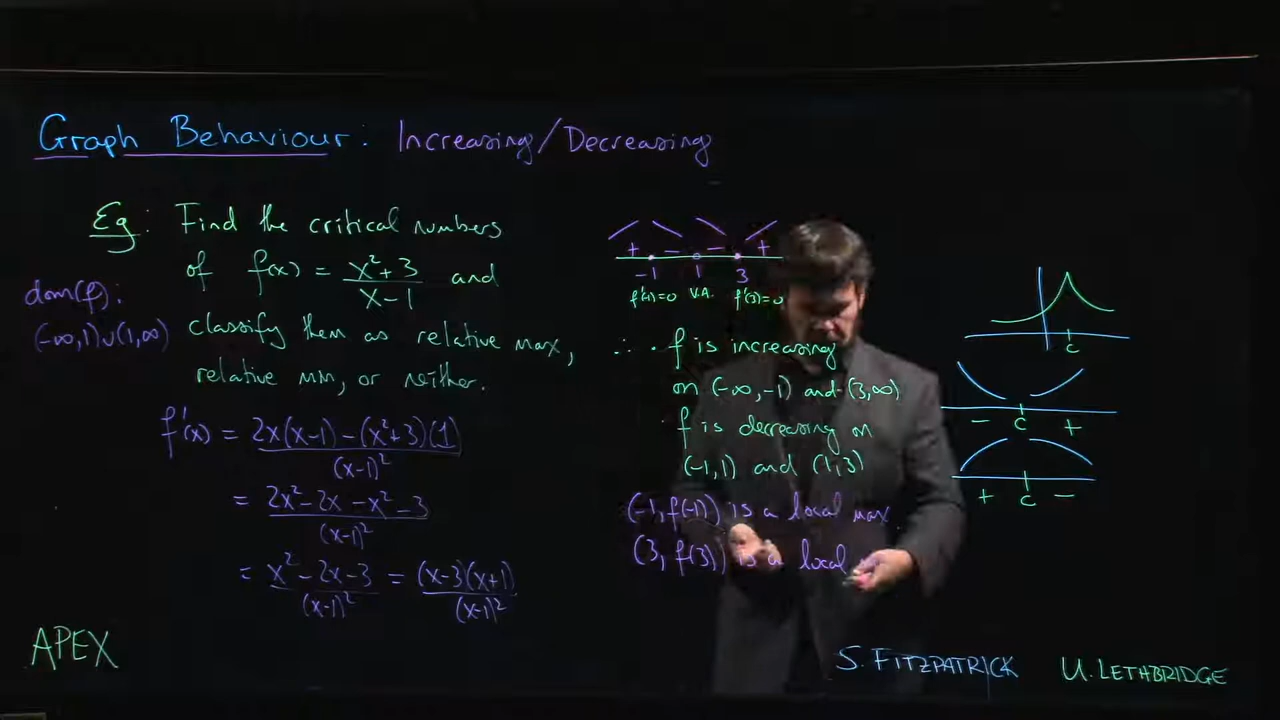 Graph Behaviour: Increasing/Decreasing
Eg: Find the critical numbers
of f(x) = (x²+3)/(x-1) and
dom(f):
(-∞,1)∪(1,∞)
classify them as relative max,
relative min, or neither.
f'(x) = (2x(x-1)-(x²+3)(1))/(x-1)²
= (2x²-2x-x²-3)/(x-1)²
= (x²-2x-3)/(x-1)² = ((x-3)(x+1))/(x-1)²
+ - - +
-1 1 3
f'(-1)=0 V.A. f'(3)=0
∴ · f is increasing
on (-∞,-1) and (3,∞)
· f is decreasing on
(-1,1) and (1,3)
(-1,f(-1)) is a local max.
(3, f(3)) is a local
c
- c +
+ c -
APEX
S. FITZPATRICK U. LETHBRIDGE